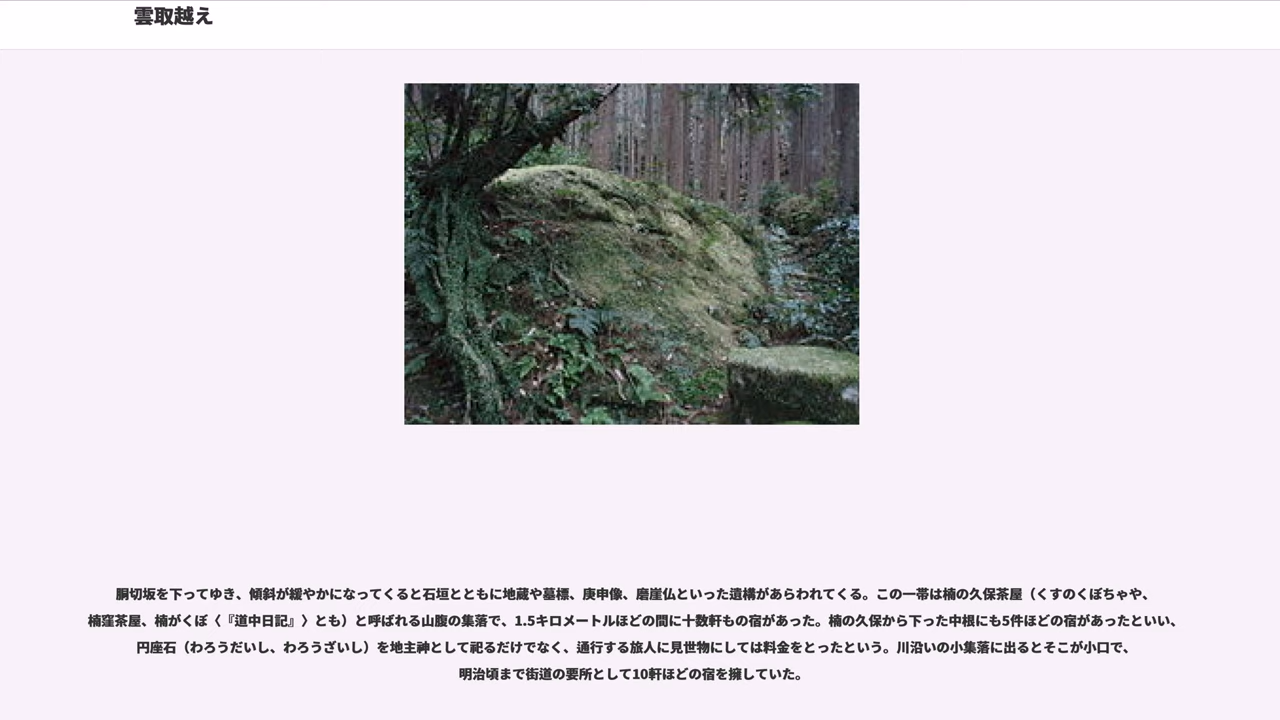 雲取越え
胴切坂を下ってゆき、傾斜が緩やかになってくると石垣とともに地蔵や墓標、庚申像、磨崖仏といった遺構があらわれてくる。この一帯は楠の久保茶屋（くすのくぼちゃや、
楠窪茶屋、楠がくぼ〈『道中日記』〉とも）と呼ばれる山腹の集落で、1.5キロメートルほどの間に十数軒もの宿があった。楠の久保から下った中根にも5件ほどの宿があったといい、
円座石（わろうだいし、わろうざいし）を地主神として祀るだけでなく、通行する旅人に見世物にしては料金をとったという。川沿いの小集落に出るとそこが小口で、
明治頃まで街道の要所として10軒ほどの宿を擁していた。